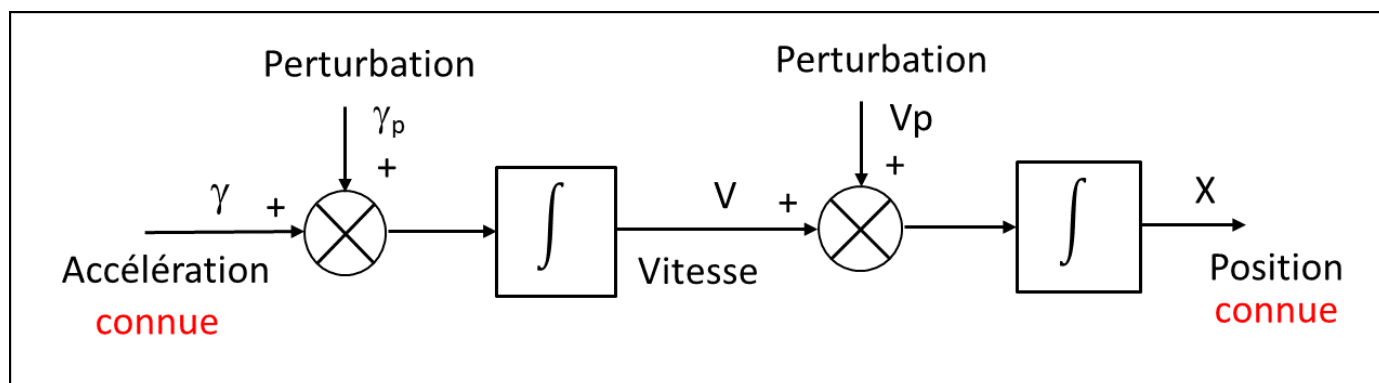 Perturbation
Perturbation
γp
Vp
+
+
γ
+
∫
V
+
∫
X
Accélération
connue
Vitesse
Position
connue